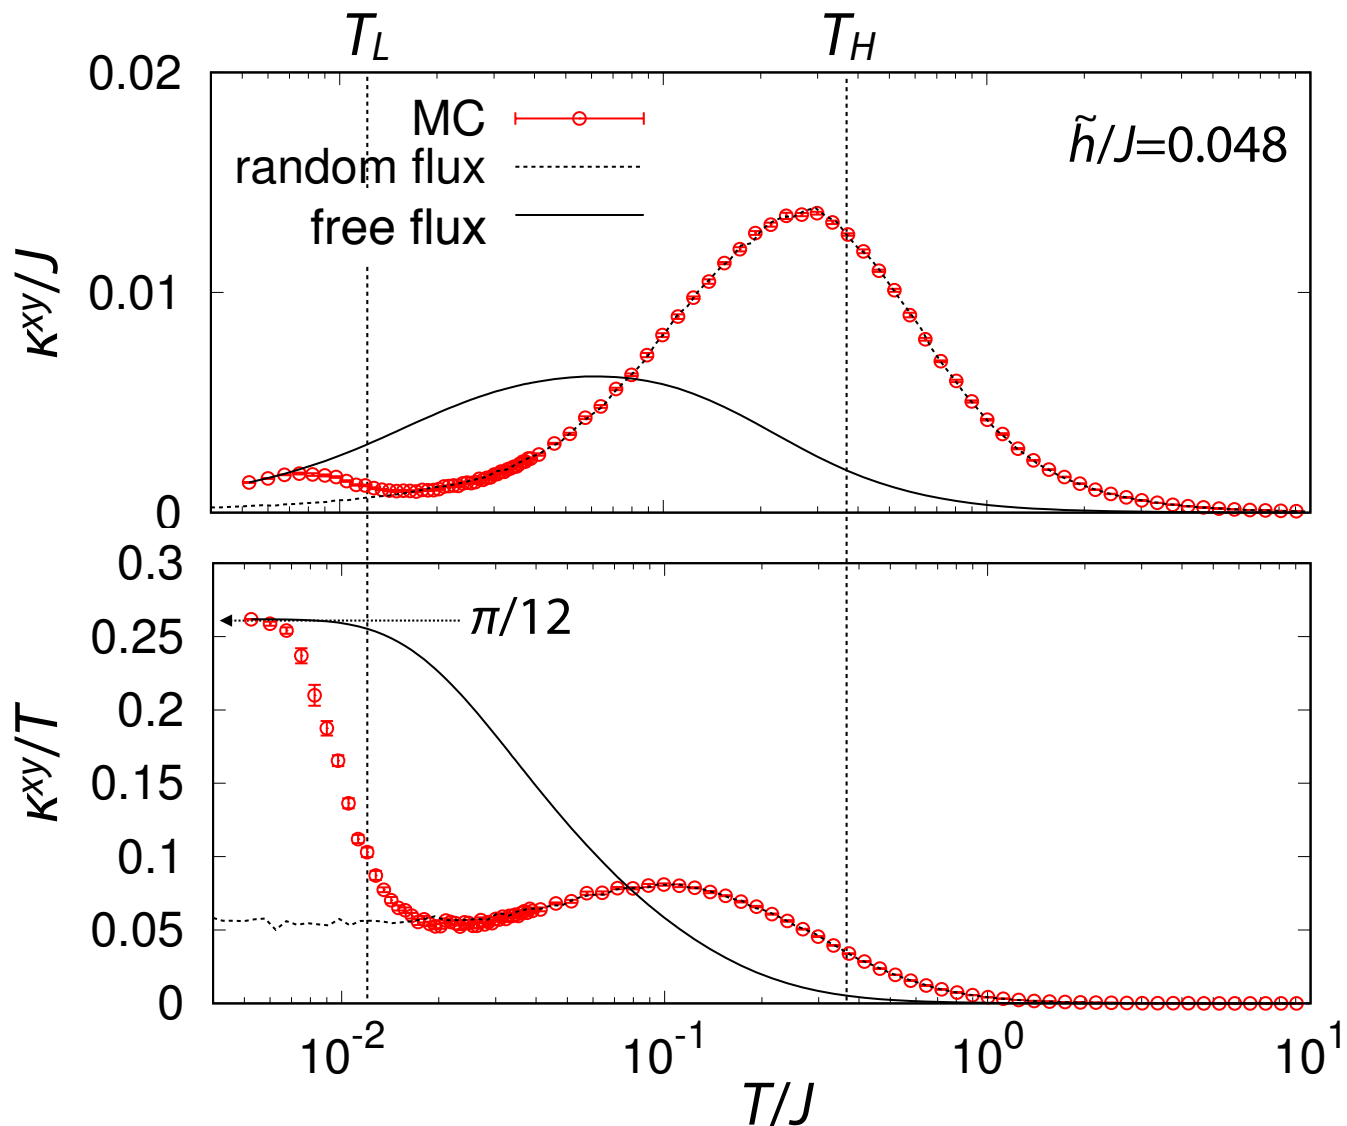 T_L T_H
0.02
MC
random flux
free flux
h̃/J=0.048
κ^{xy}/J
0.01
0
0.3
π/12
0.25
0.2
κ^{xy}/T
0.15
0.1
0.05
0
10^{-2} 10^{-1} 10^{0} 10^{1}
T/J